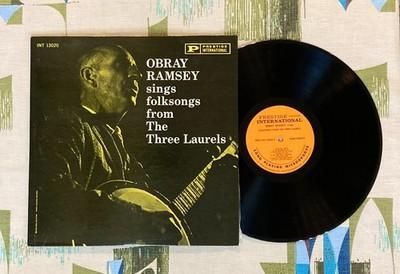 INT 13020
P PRESTIGE
INTERNATIONAL
OBRAY
RAMSEY
sings
folksongs
from
The
Three Laurels
PRESTIGE
INTERNATIONAL
LONG PLAYING MICROGROOVE